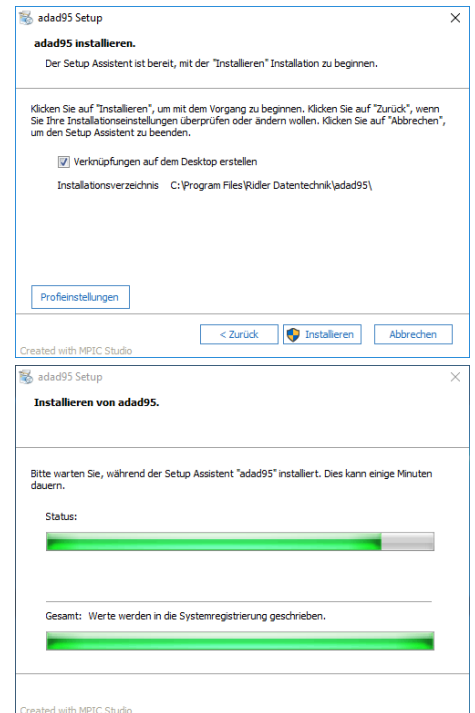 adad95 Setup
adad95 installieren.
Der Setup Assistent ist bereit, mit der "Installieren" Installation zu beginnen.
Klicken Sie auf "Installieren", um mit dem Vorgang zu beginnen. Klicken Sie auf "Zurück", wenn
Sie Ihre Installationseinstellungen überprüfen oder ändern wollen. Klicken Sie auf "Abbrechen",
um den Setup Assistent zu beenden.
Verknüpfungen auf dem Desktop erstellen
Installationsverzeichnis C:\Program Files\Ridler Datentechnik\adad95\
Profieinstellungen
< Zurück Installieren Abbrechen
Created with MPIC Studio
adad95 Setup
Installieren von adad95.
Bitte warten Sie, während der Setup Assistent "adad95" installiert. Dies kann einige Minuten
dauern.
Status:
Gesamt: Werte werden in die Systemregistrierung geschrieben.
Created with MPIC Studio